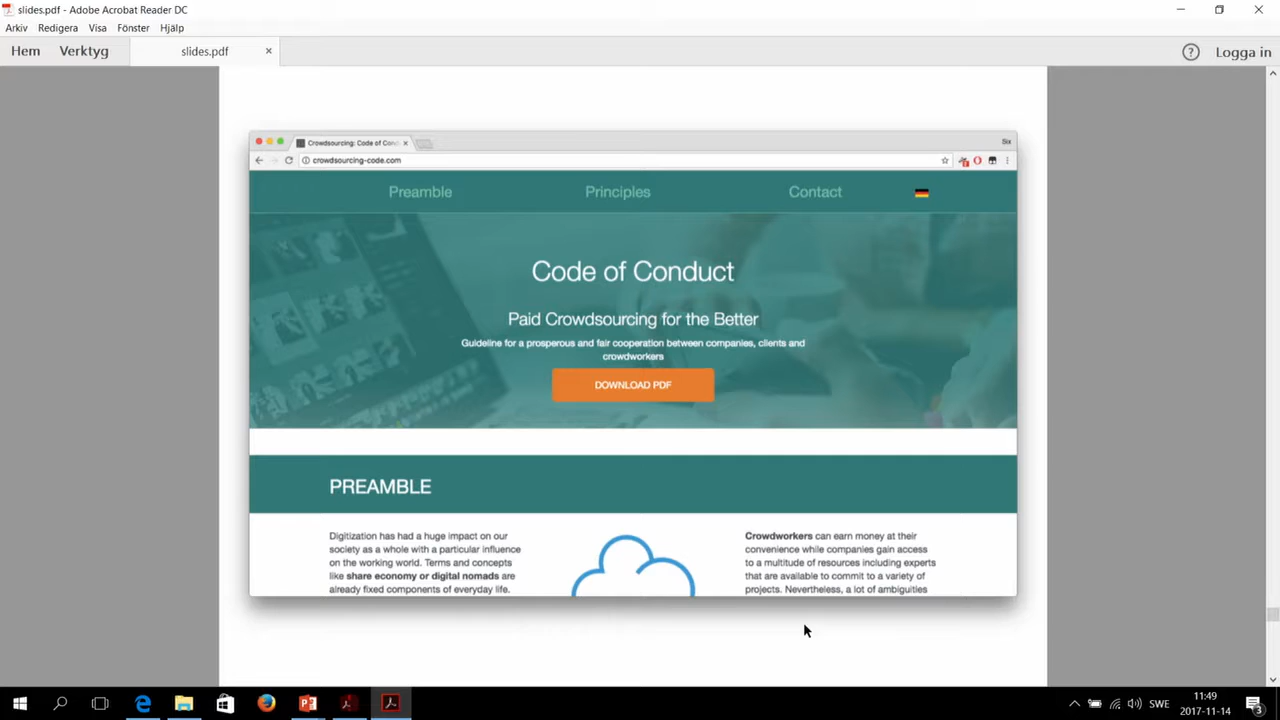 slides.pdf - Adobe Acrobat Reader DC
Arkiv Redigera Visa Fönster Hjälp
Hem Verktyg slides.pdf × ? Logga in
Crowdsourcing: Code of Cond ×
crowdsourcing-code.com
Preamble Principles Contact
Code of Conduct
Paid Crowdsourcing for the Better
Guideline for a prosperous and fair cooperation between companies, clients and
crowdworkers
DOWNLOAD PDF
PREAMBLE
Digitization has had a huge impact on our
society as a whole with a particular influence
on the working world. Terms and concepts
like share economy or digital nomads are
already fixed components of everyday life.
Crowdworkers can earn money at their
convenience while companies gain access
to a multitude of resources including experts
that are available to commit to a variety of
projects. Nevertheless, a lot of ambiguities
SWE
11:49
2017-11-14
3